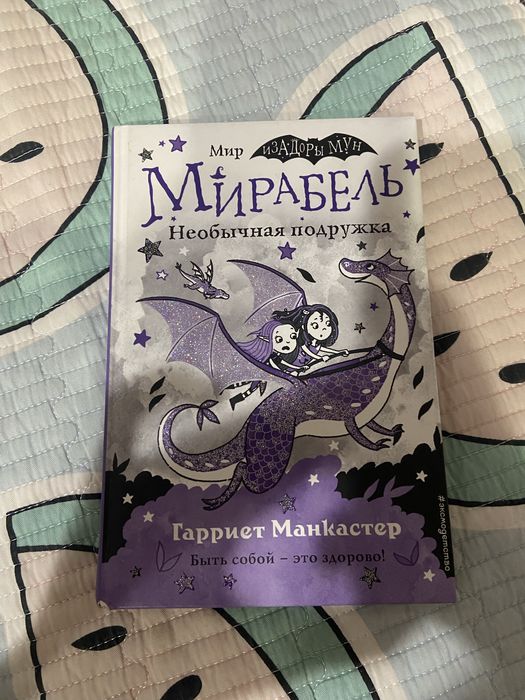 Мир ИЗАДОРЫ МУН
МИРАБЕЛЬ
Необычная подружка
Гарриет Манкастер
Быть собой – это здорово!
#эксмодетство